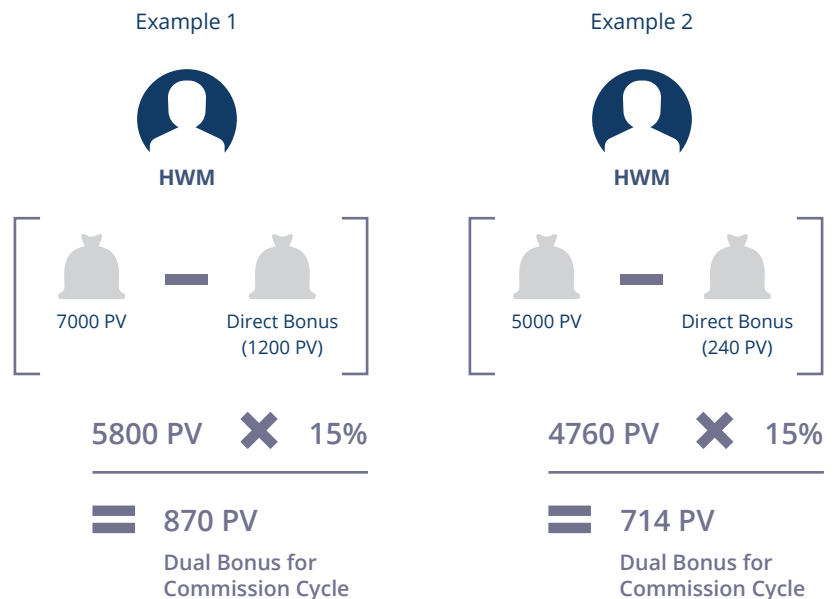 Example 1
HWM
7000 PV
Direct Bonus
(1200 PV)
5800 PV
15%
870 PV
Dual Bonus for
Commission Cycle
Example 2
HWM
5000 PV
Direct Bonus
(240 PV)
4760 PV
15%
714 PV
Dual Bonus for
Commission Cycle